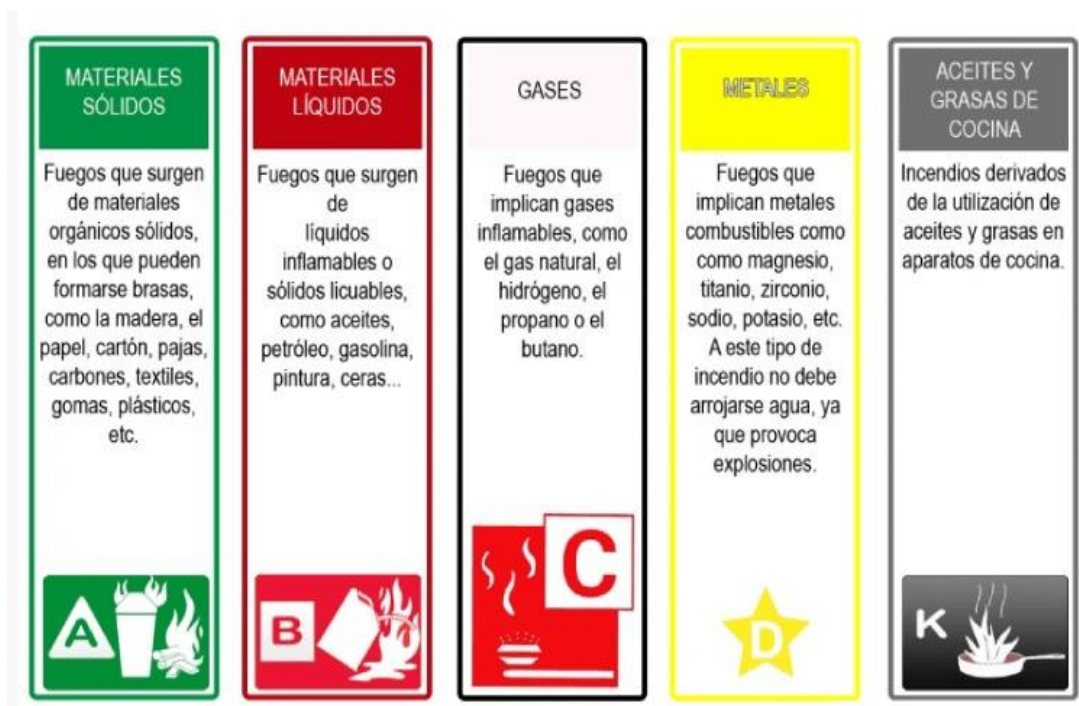 MATERIALES
SÓLIDOS
Fuegos que surgen
de materiales
orgánicos sólidos,
en los que pueden
formarse brasas,
como la madera, el
papel, cartón, pajas,
carbones, textiles,
gomas, plásticos,
etc.
A
MATERIALES
LÍQUIDOS
Fuegos que surgen
de
líquidos
inflamables o
sólidos licuables,
como aceites,
petróleo, gasolina,
pintura, ceras...
B
GASES
Fuegos que
implican gases
inflamables, como
el gas natural, el
hidrógeno, el
propano o el
butano.
C
METALES
Fuegos que
implican metales
combustibles como
como magnesio,
titanio, zirconio,
sodio, potasio, etc.
A este tipo de
incendio no debe
arrojarse agua, ya
que provoca
explosiones.
D
ACEITES Y
GRASAS DE
COCINA
Incendios derivados
de la utilización de
aceites y grasas en
aparatos de cocina.
K